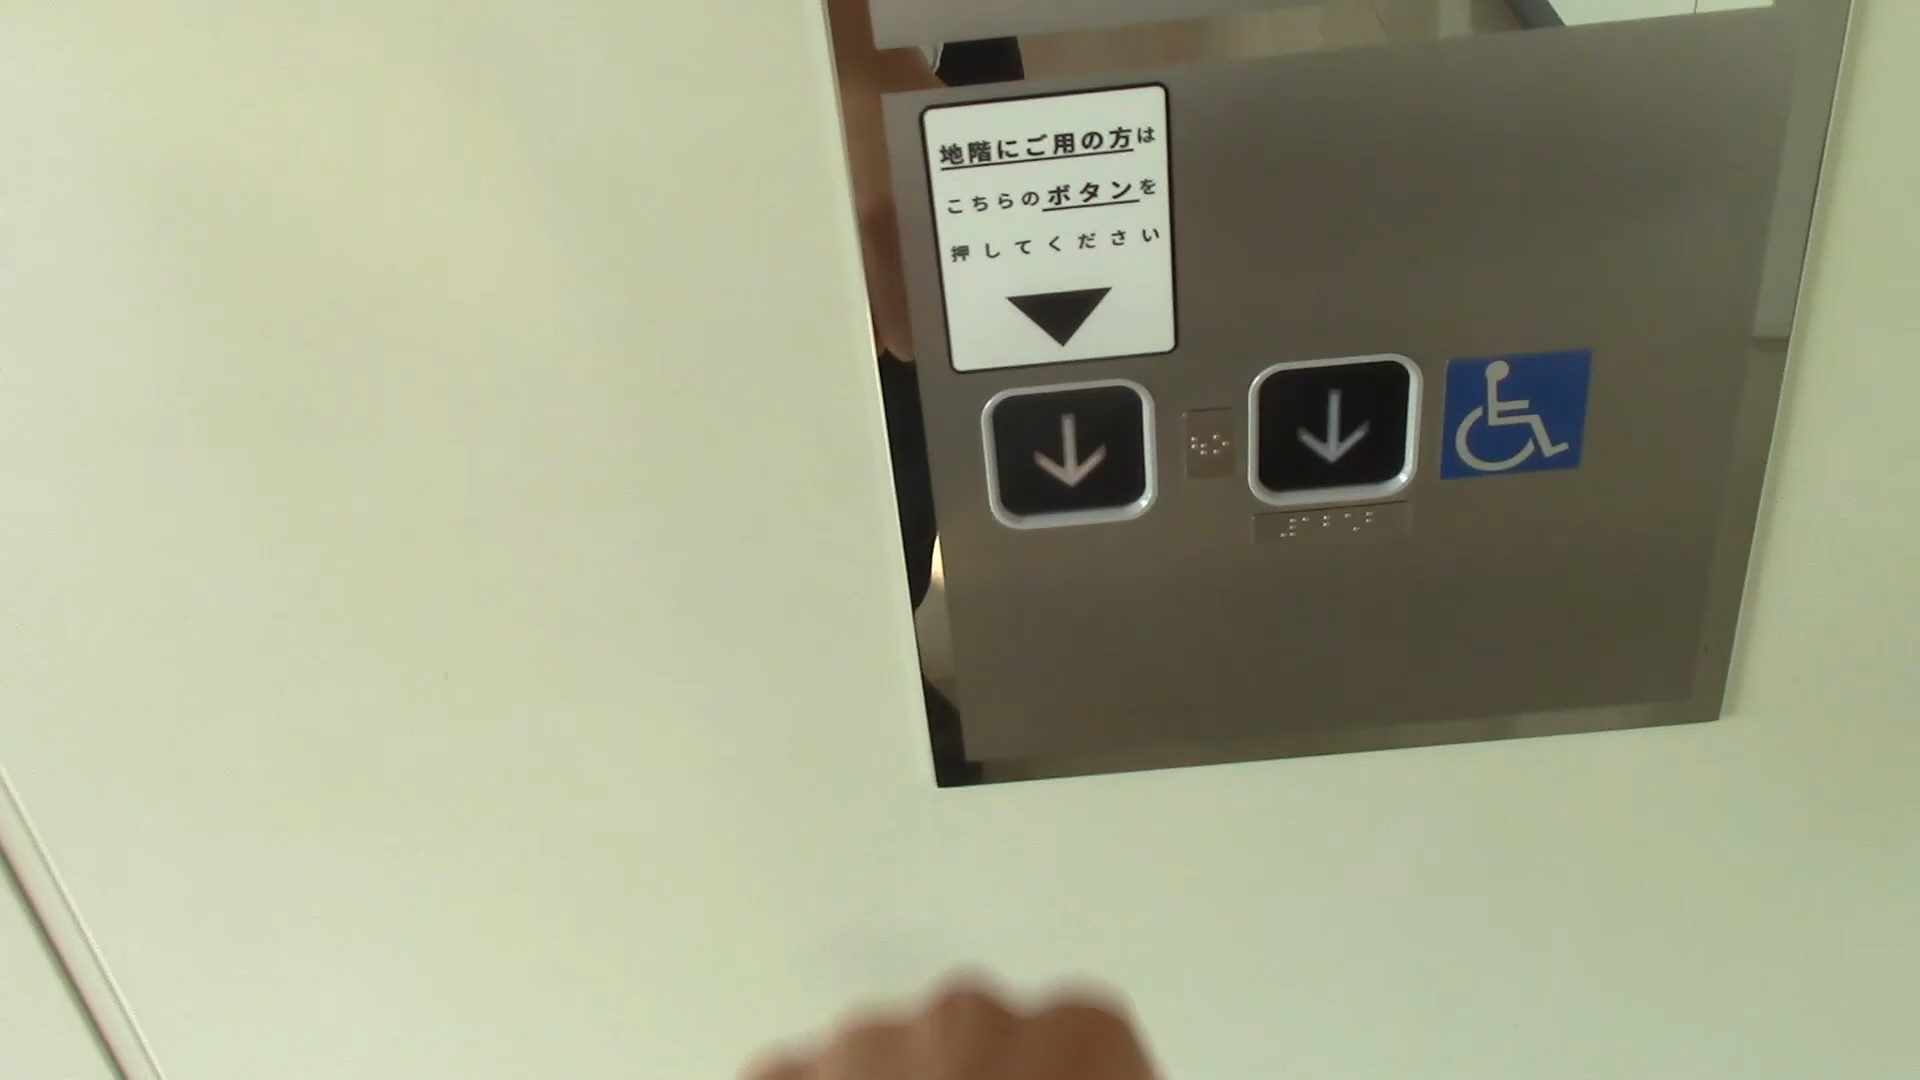 地階にご用の方は
こちらのボタンを
押してください